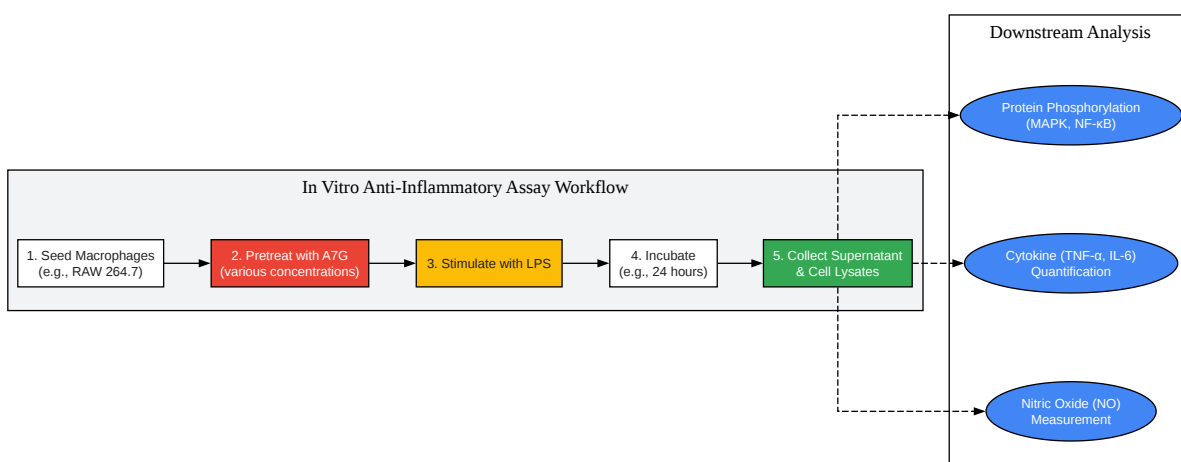 In Vitro Anti-Inflammatory Assay Workflow
1. Seed Macrophages
(e.g., RAW 264.7)
2. Pretreat with A7G
(various concentrations)
3. Stimulate with LPS
4. Incubate
(e.g., 24 hours)
5. Collect Supernatant
& Cell Lysates
Downstream Analysis
Protein Phosphorylation
(MAPK, NF-κB)
Cytokine (TNF-α, IL-6)
Quantification
Nitric Oxide (NO)
Measurement